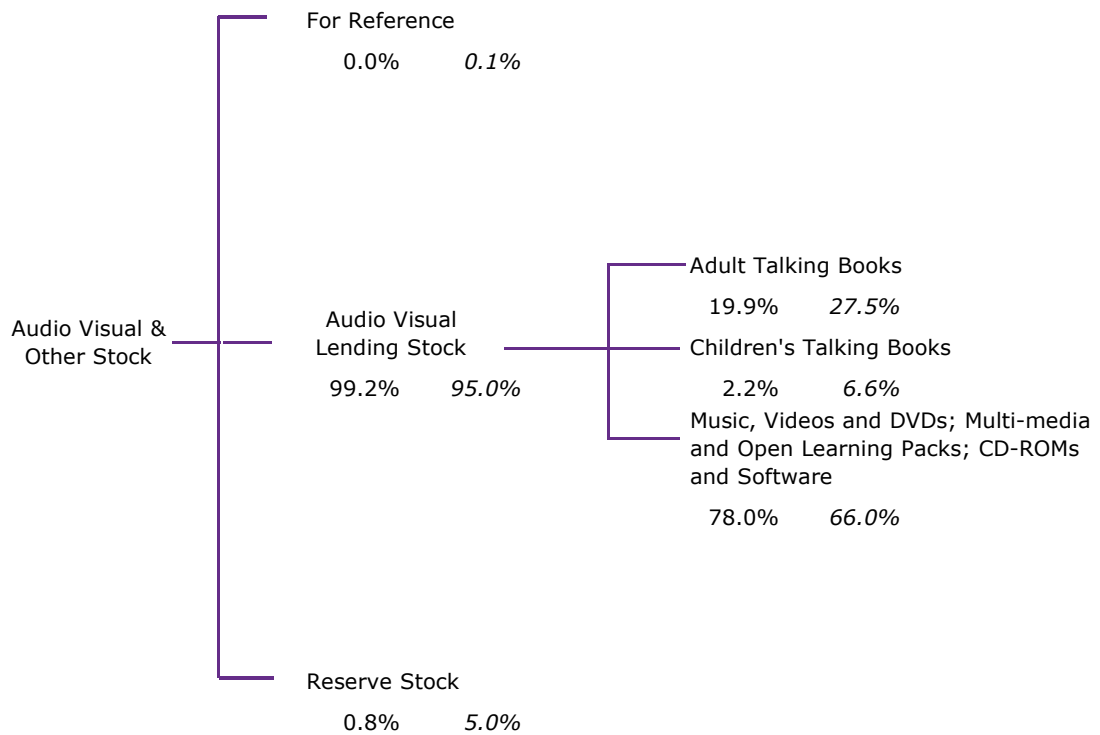 For Reference
0.0% 0.1%
Audio Visual &
Other Stock
Audio Visual
Lending Stock
99.2% 95.0%
Adult Talking Books
19.9% 27.5%
Children's Talking Books
2.2% 6.6%
Music, Videos and DVDs; Multi-media
and Open Learning Packs; CD-ROMs
and Software
78.0% 66.0%
Reserve Stock
0.8% 5.0%